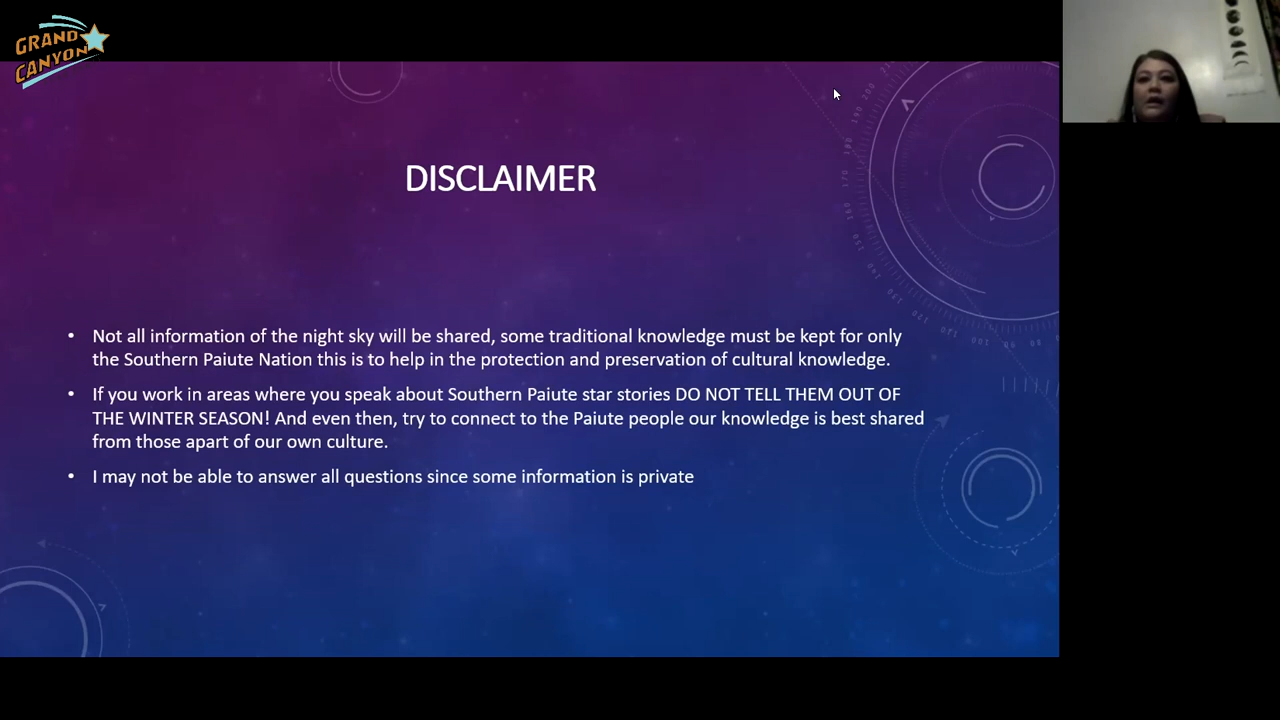 GRAND
CANYON
DISCLAIMER
• Not all information of the night sky will be shared, some traditional knowledge must be kept for only
the Southern Paiute Nation this is to help in the protection and preservation of cultural knowledge.
• If you work in areas where you speak about Southern Paiute star stories DO NOT TELL THEM OUT OF
THE WINTER SEASON! And even then, try to connect to the Paiute people our knowledge is best shared
from those apart of our own culture.
• I may not be able to answer all questions since some information is private